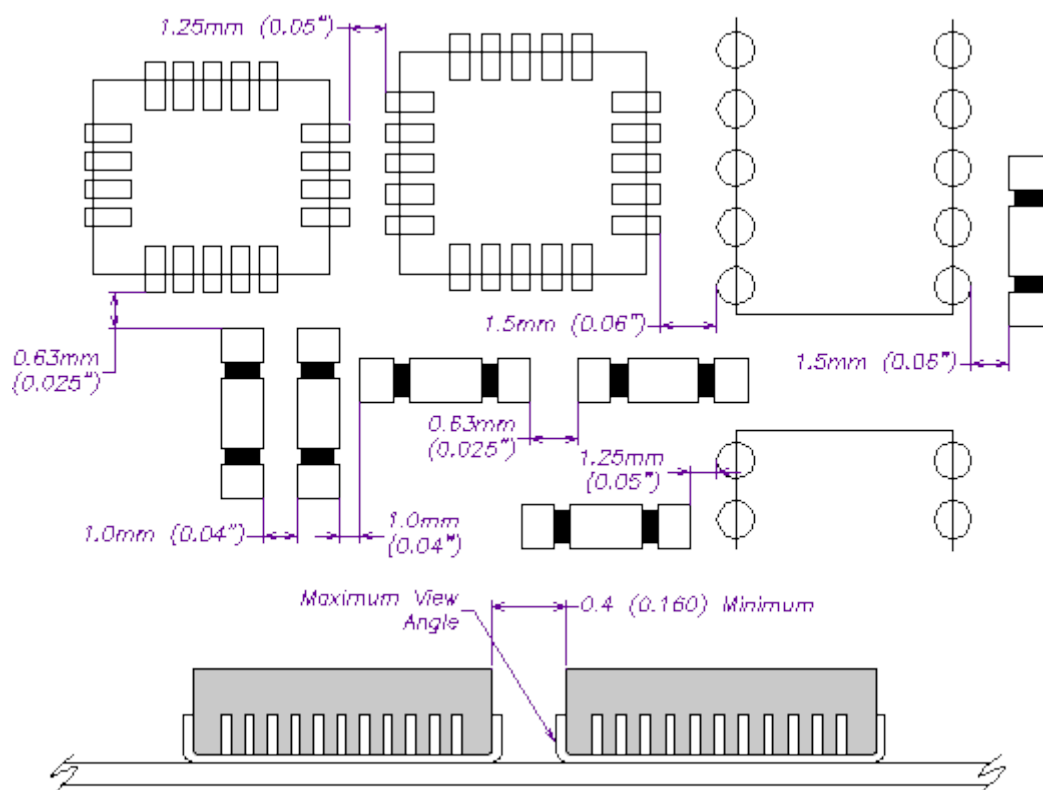 1.25mm (0.05")
1.5mm (0.06")
0.63mm
(0.025")
1.5mm (0.06")
0.63mm
(0.025")
1.25mm
(0.05")
1.0mm (0.04")
1.0mm
(0.04")
Maximum View
Angle
0.4 (0.160) Minimum